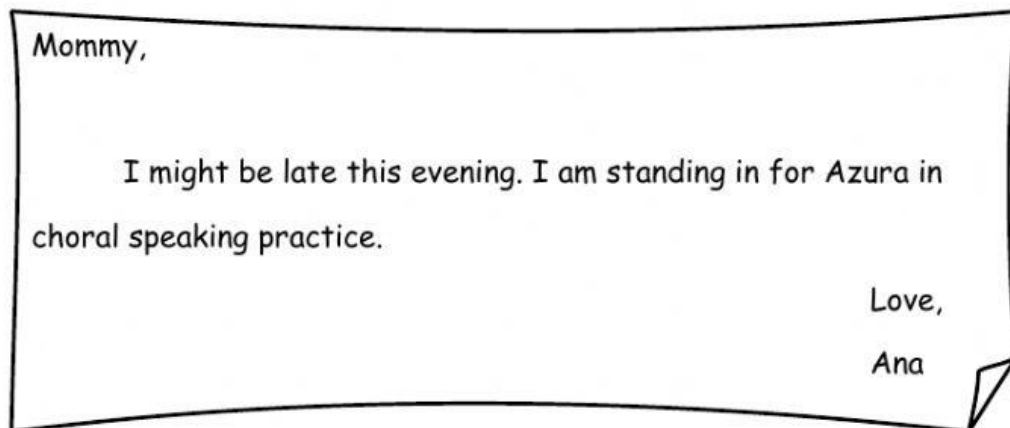 Mommy,
I might be late this evening. I am standing in for Azura in
choral speaking practice.
Love,
Ana